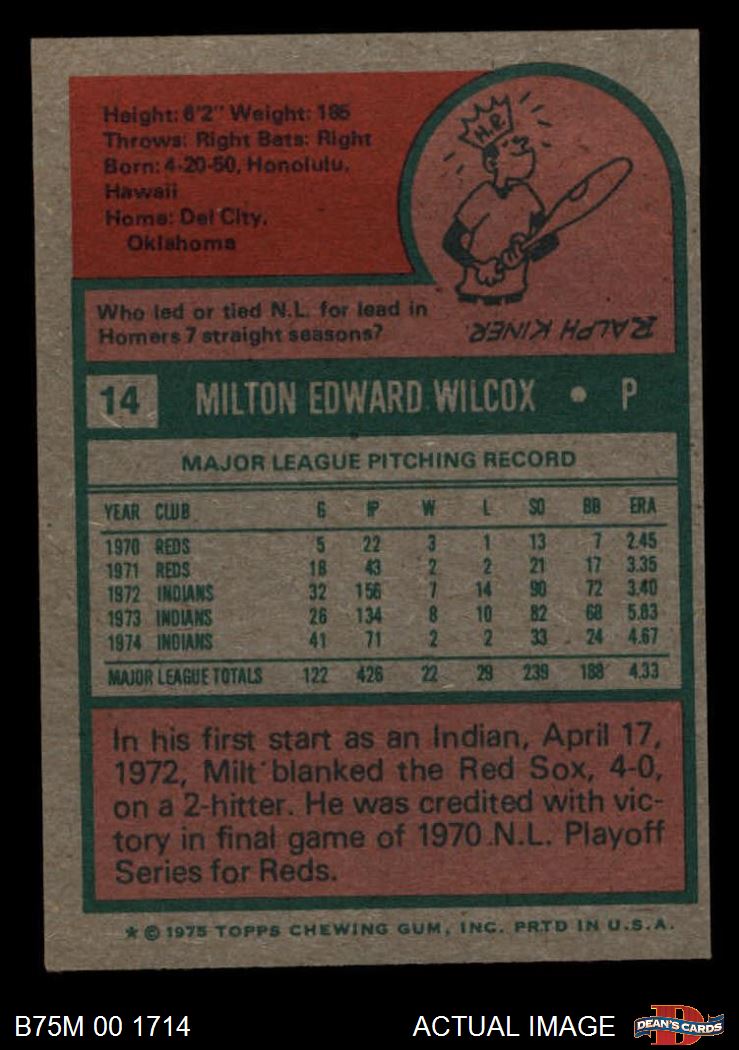 Height: 6'2" Weight: 185
Throws: Right Bats: Right
Born: 4-20-50, Honolulu,
Hawaii
Home: Del City,
Oklahoma
H.R.
Who led or tied N.L. for lead in
Homers 7 straight seasons?
RALPH KINER.
14 MILTON EDWARD WILCOX • P
MAJOR LEAGUE PITCHING RECORD
YEAR CLUB G IP W L SO BB ERA
1970 REDS 5 22 3 1 13 7 2.45
1971 REDS 18 43 2 2 21 17 3.35
1972 INDIANS 32 156 7 14 90 72 3.40
1973 INDIANS 26 134 8 10 82 68 5.83
1974 INDIANS 41 71 2 2 33 24 4.67
MAJOR LEAGUE TOTALS 122 426 22 29 239 188 4.33
In his first start as an Indian, April 17,
1972, Milt blanked the Red Sox, 4-0,
on a 2-hitter. He was credited with vic-
tory in final game of 1970 N.L. Playoff
Series for Reds.
* © 1975 TOPPS CHEWING GUM, INC. PRTD IN U.S.A.
B75M 00 1714 ACTUAL IMAGE D DEAN'S CARDS